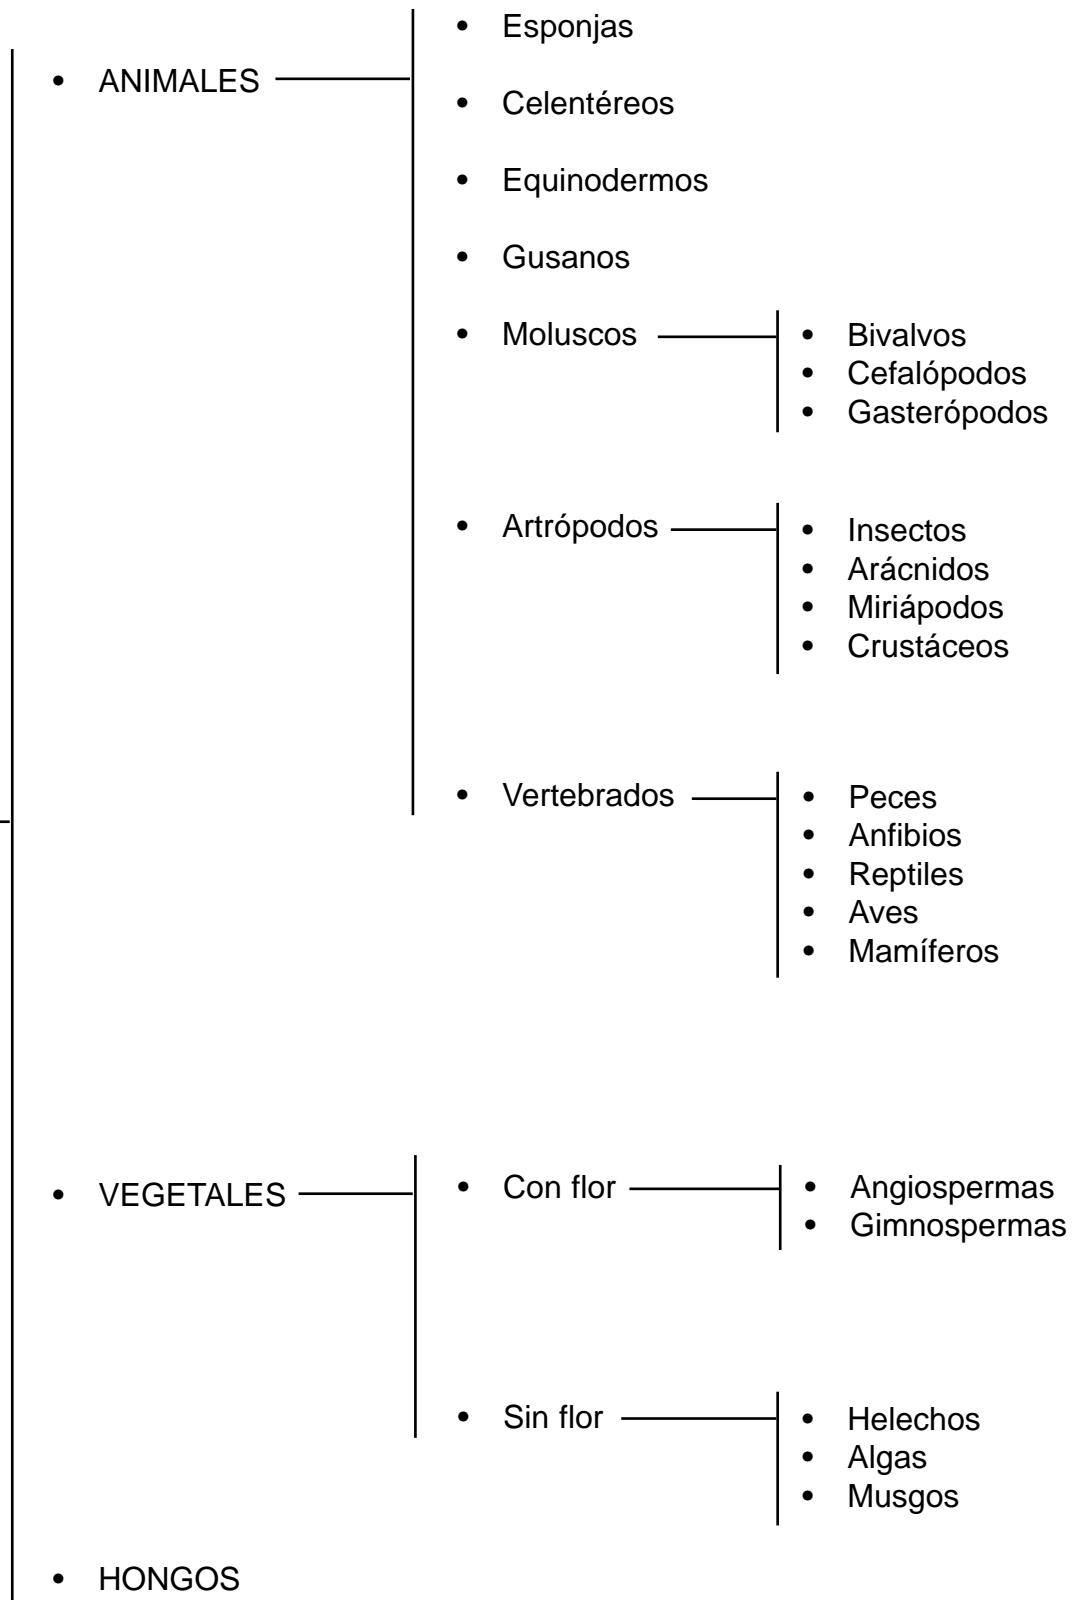 • Esponjas
• ANIMALES
• Celentéreos
• Equinodermos
• Gusanos
• Moluscos
• Bivalvos
• Cefalópodos
• Gasterópodos
• Artrópodos
• Insectos
• Arácnidos
• Miriápodos
• Crustáceos
• Vertebrados
• Peces
• Anfibios
• Reptiles
• Aves
• Mamíferos
• VEGETALES
• Con flor
• Angiospermas
• Gimnospermas
• Sin flor
• Helechos
• Algas
• Musgos
• HONGOS